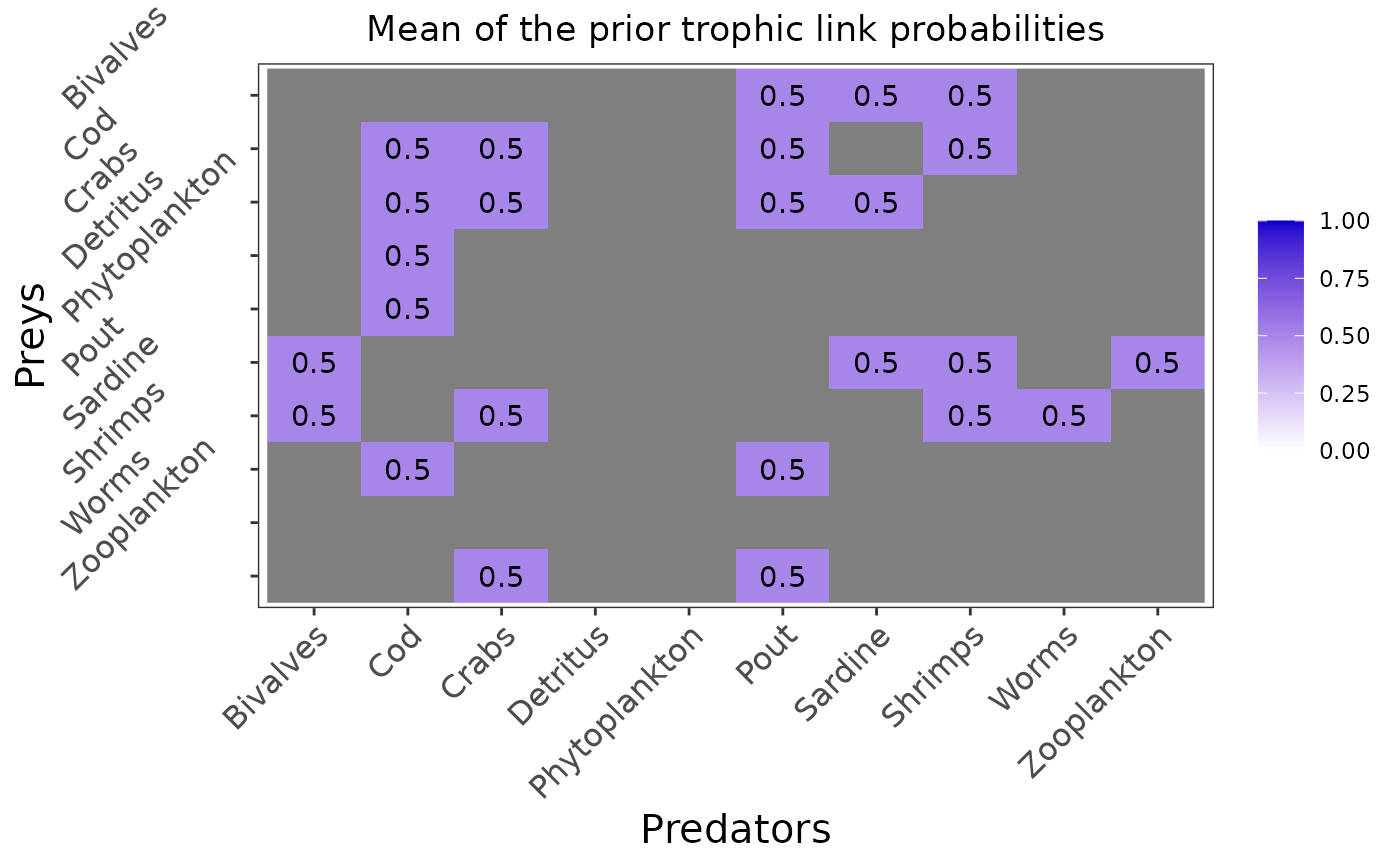 Mean of the prior trophic link probabilities
Preys
Bivalves
Cod
Crabs
Detritus
Phytoplankton
Pout
Sardine
Shrimps
Worms
Zooplankton
0.5 0.5 0.5
0.5 0.5 0.5 0.5
0.5 0.5 0.5 0.5
0.5
0.5
0.5 0.5 0.5 0.5
0.5 0.5 0.5 0.5
0.5 0.5
0.5 0.5
Bivalves Cod Crabs Detritus Phytoplankton Pout Sardine Shrimps Worms Zooplankton
Predators
1.00
0.75
0.50
0.25
0.00